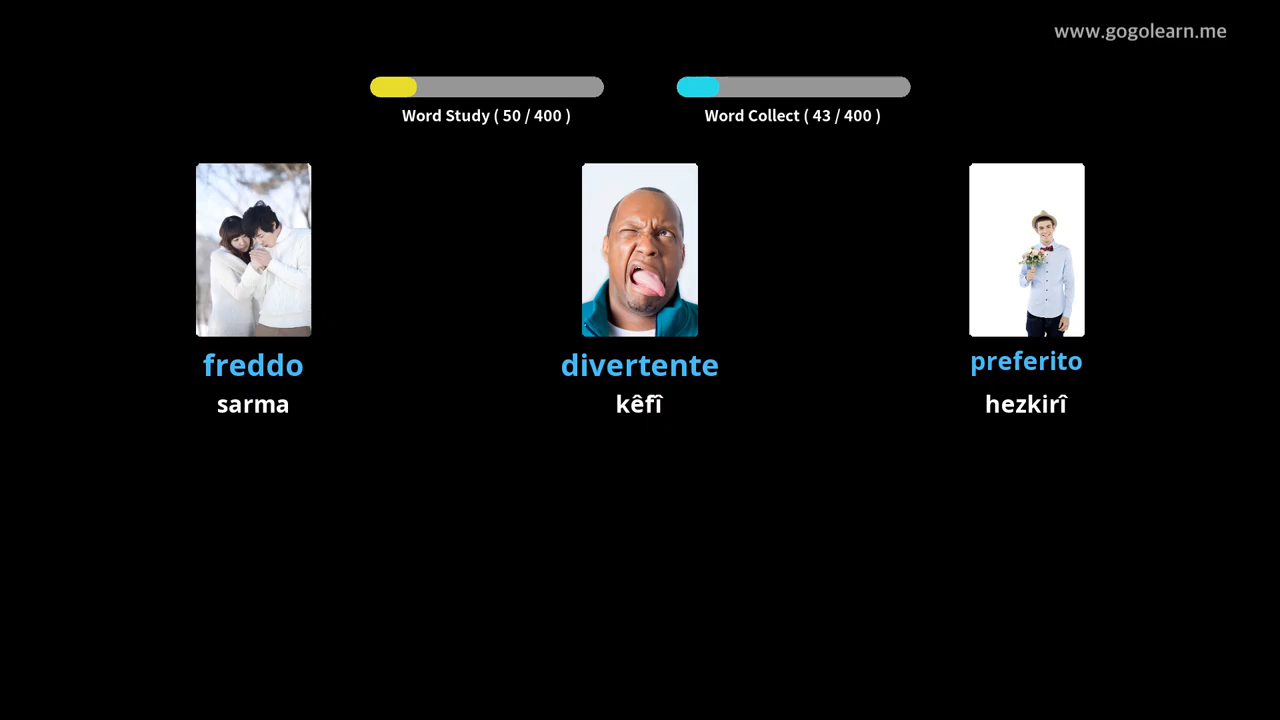 www.gogolearn.me
Word Study ( 50 / 400 )
Word Collect ( 43 / 400 )
freddo
divertente
preferito
sarma
kêfî
hezkirî